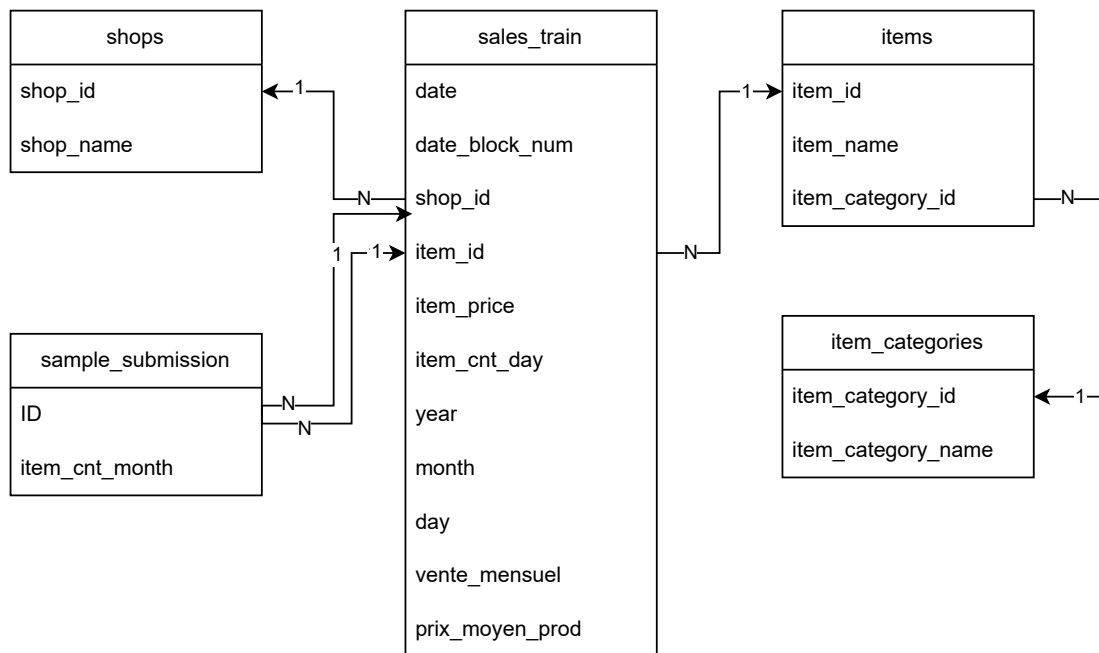 shops
shop_id
shop_name
sales_train
date
date_block_num
shop_id
item_id
item_price
item_cnt_day
year
month
day
vente_mensuel
prix_moyen_prod
items
item_id
item_name
item_category_id
sample_submission
ID
item_cnt_month
item_categories
item_category_id
item_category_name
1
N
1
N
N
1
1
N
N
1